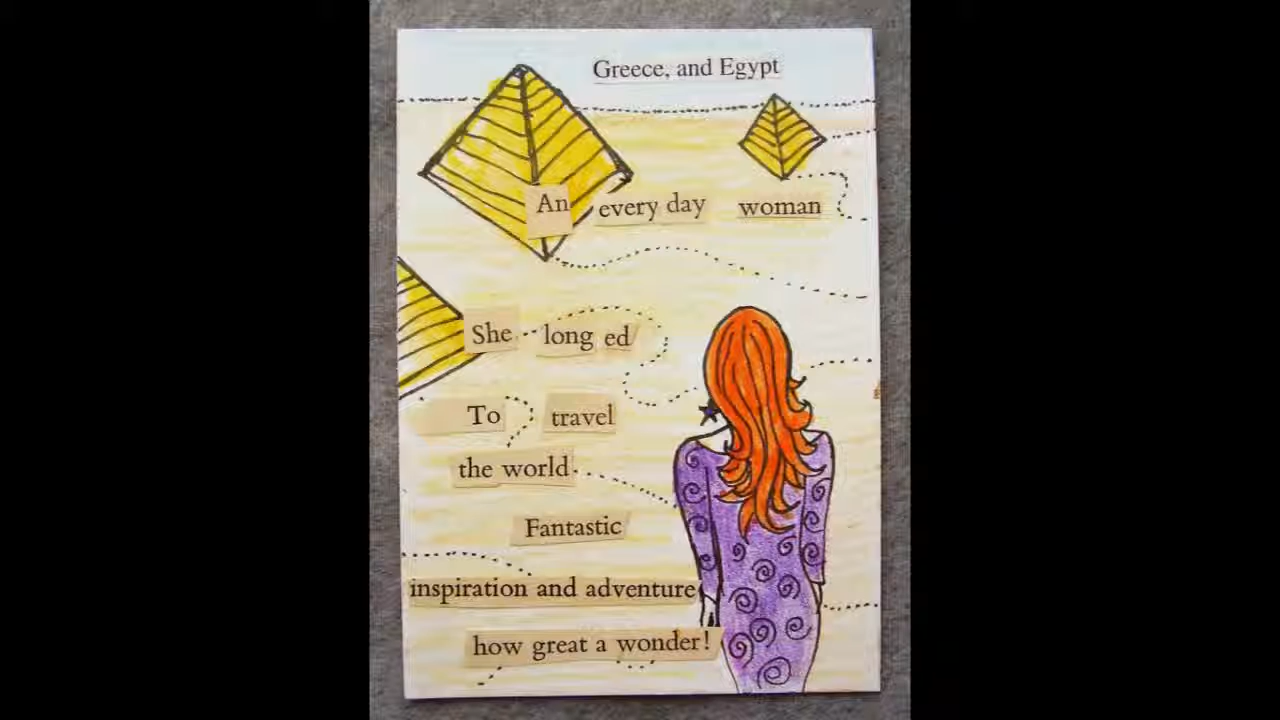 Greece, and Egypt
An every day woman
She long ed
To travel
the world
Fantastic
inspiration and adventure
how great a wonder!